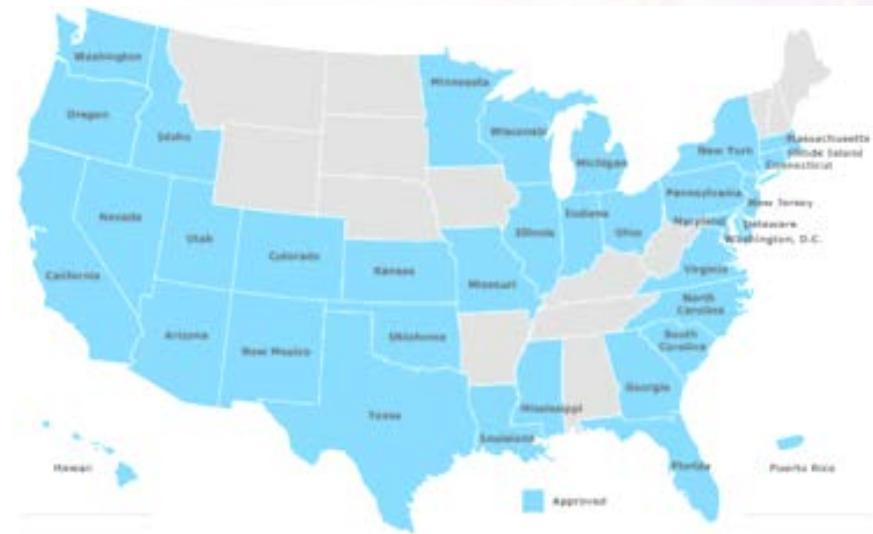 Washington
Oregon
Idaho
Minnesota
Wisconsin
Michigan
New York
Massachusetts
Rhode Island
Connecticut
Pennsylvania
New Jersey
Nevada
Utah
Colorado
Illinois
Indiana
Ohio
Maryland
Delaware
Washington, D.C.
California
Kansas
Missouri
Virginia
Arizona
New Mexico
Oklahoma
North
Carolina
South
Carolina
Texas
Mississippi
Georgia
Louisiana
Florida
Hawaii
Puerto Rico
Approved